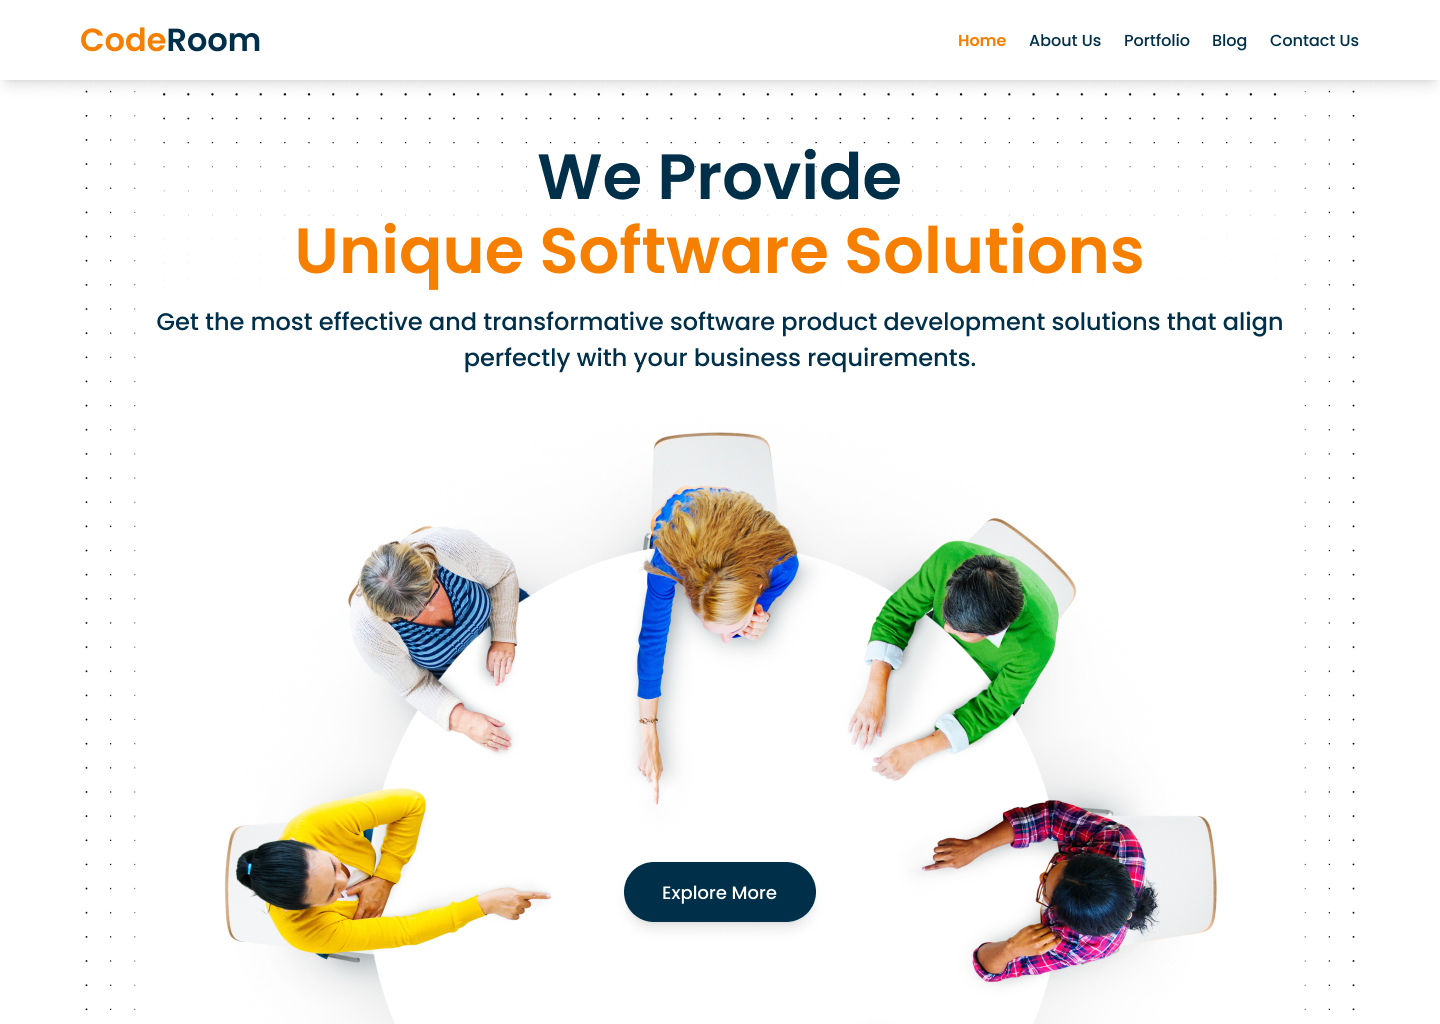 CodeRoom
Home About Us Portfolio Blog Contact Us
We Provide
Unique Software Solutions
Get the most effective and transformative software product development solutions that align
perfectly with your business requirements.
Explore More